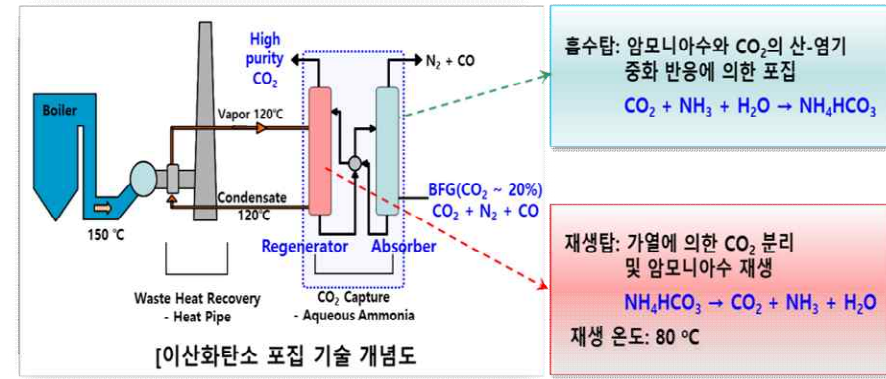 High
purity
CO₂
N₂ + CO
Boiler
Vapor 120℃
Condensate
120℃
150 ℃
BFG(CO₂ ~ 20%)
CO₂ + N₂ + CO
Regenerator
Absorber
Waste Heat Recovery
- Heat Pipe
CO₂ Capture
- Aqueous Ammonia
[이산화탄소 포집 기술 개념도
흡수탑: 암모니아수와 CO₂의 산-염기
중화 반응에 의한 포집
CO₂ + NH₃ + H₂O → NH₄HCO₃
재생탑: 가열에 의한 CO₂ 분리
및 암모니아수 재생
NH₄HCO₃ → CO₂ + NH₃ + H₂O
재생 온도: 80 ℃